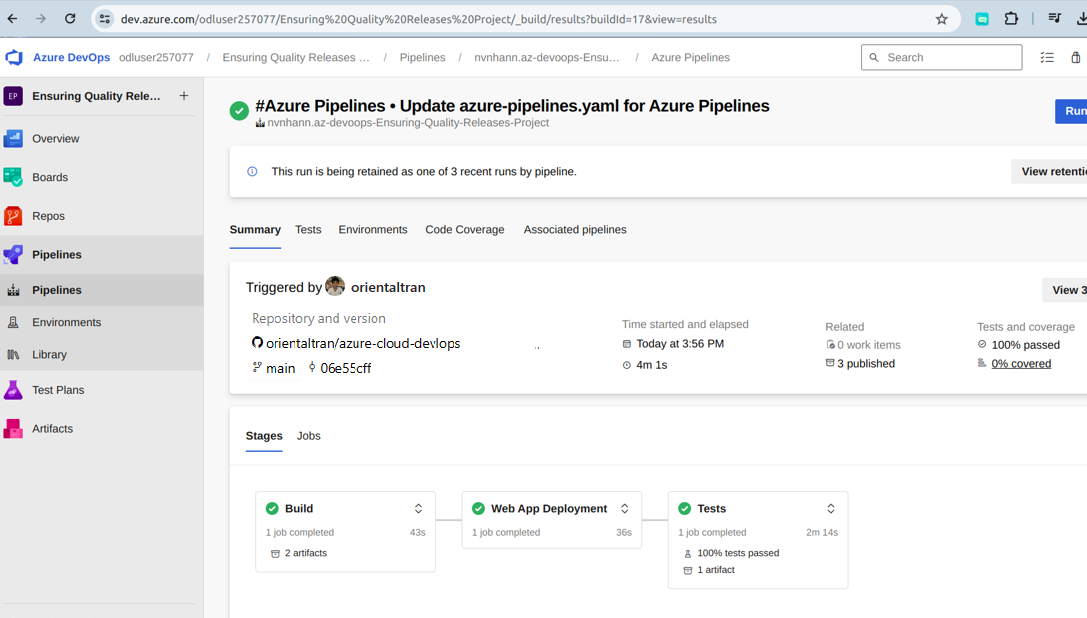 dev.azure.com/odluser257077/Ensuring%20Quality%20Releases%20Project/_build/results?buildId=17&view=results
Azure DevOps odluser257077 / Ensuring Quality Releases ... / Pipelines / nvnhann.az-devoops-Ensu... / Azure Pipelines
Search
EP Ensuring Quality Rele... +
Overview
Boards
Repos
Pipelines
Pipelines
Environments
Library
Test Plans
Artifacts
#Azure Pipelines • Update azure-pipelines.yaml for Azure Pipelines
nvnhann.az-devoops-Ensuring-Quality-Releases-Project
Run
This run is being retained as one of 3 recent runs by pipeline.
View retenti
Summary Tests Environments Code Coverage Associated pipelines
Triggered by orientaltran
View 3
Repository and version
orientaltran/azure-cloud-devlops
main 06e55cff
Time started and elapsed
Today at 3:56 PM
4m 1s
Related
0 work items
3 published
Tests and coverage
100% passed
0% covered
Stages Jobs
Build
1 job completed 43s
2 artifacts
Web App Deployment
1 job completed 36s
Tests
1 job completed 2m 14s
100% tests passed
1 artifact